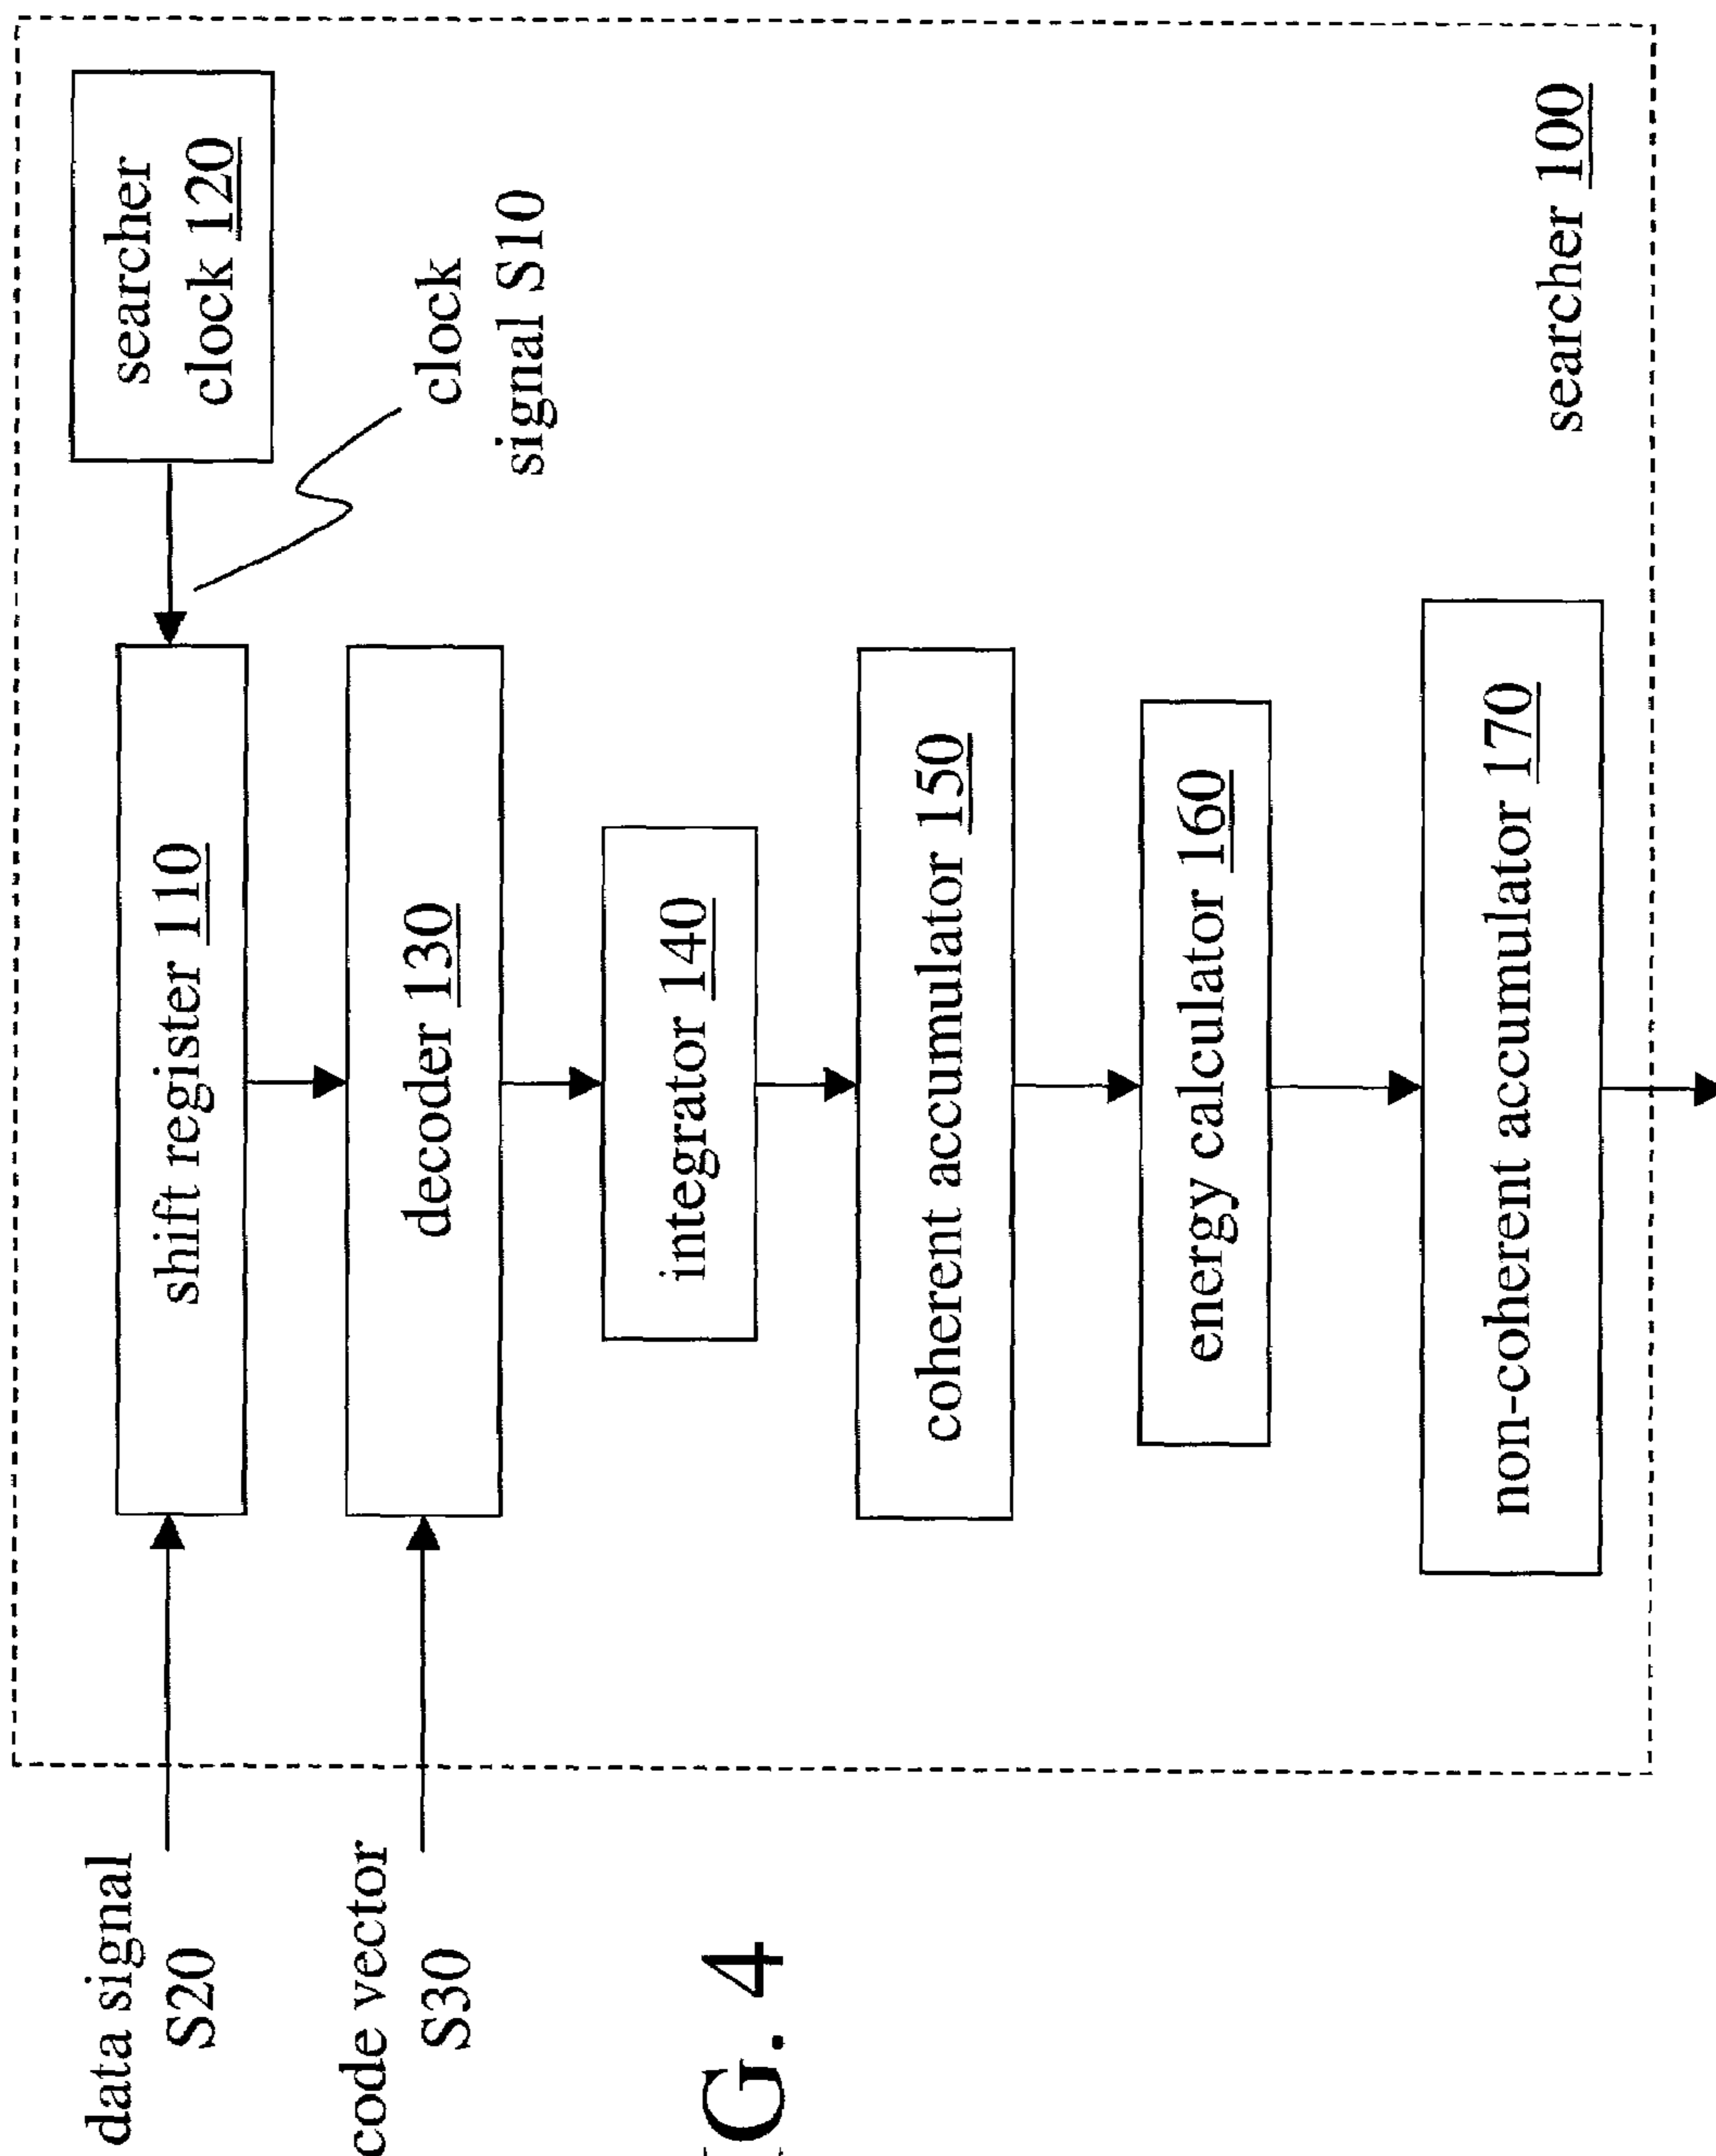 data signal
S20
code vector
S30
shift register 110
searcher
clock 120
clock
signal S10
decoder 130
integrator 140
coherent accumulator 150
energy calculator 160
non-coherent accumulator 170
searcher 100
G. 4